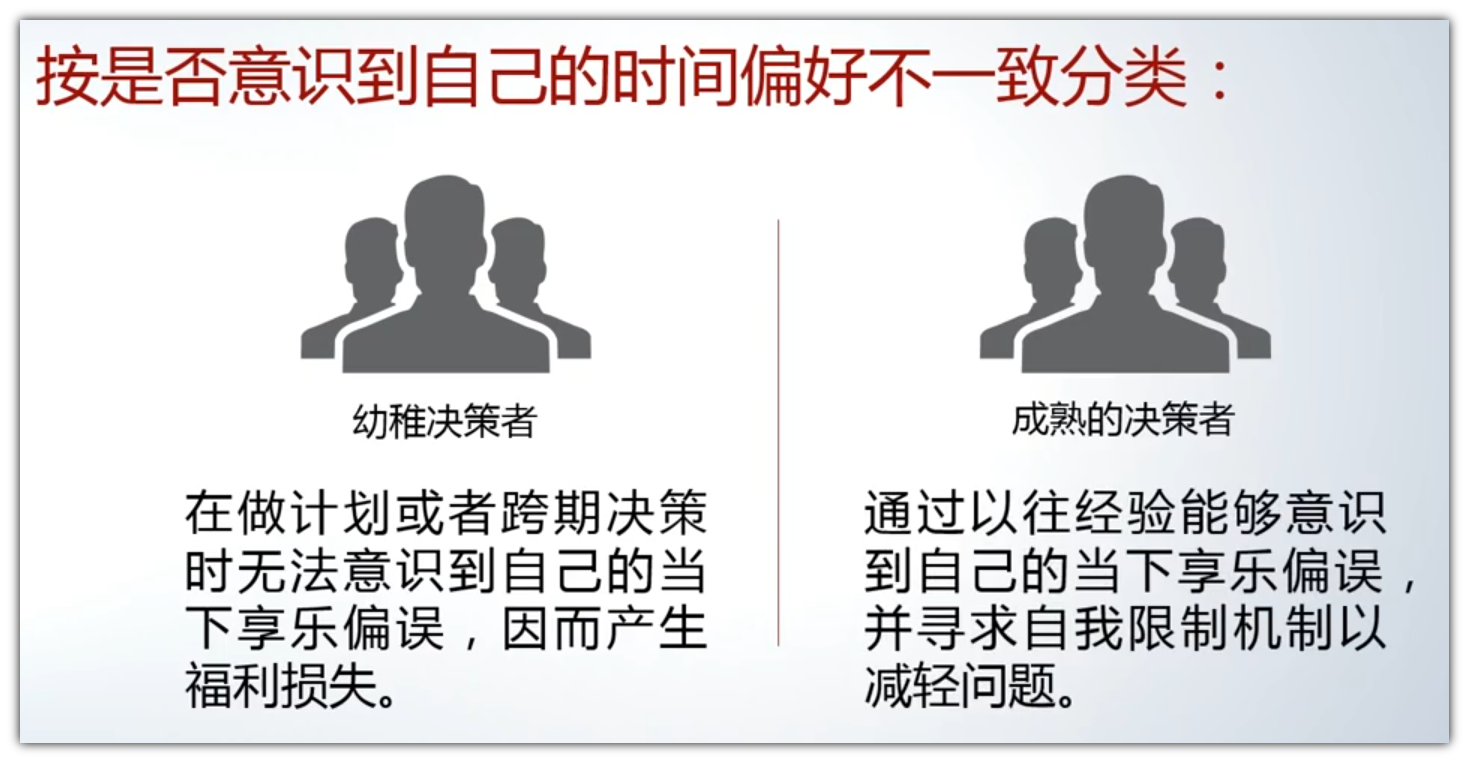 按是否意识到自己的时间偏好不一致分类：
幼稚决策者
在做计划或者跨期决策
时无法意识到自己的当
下享乐偏误，因而产生
福利损失。
成熟的决策者
通过以往经验能够意识
到自己的当下享乐偏误，
并寻求自我限制机制以
减轻问题。